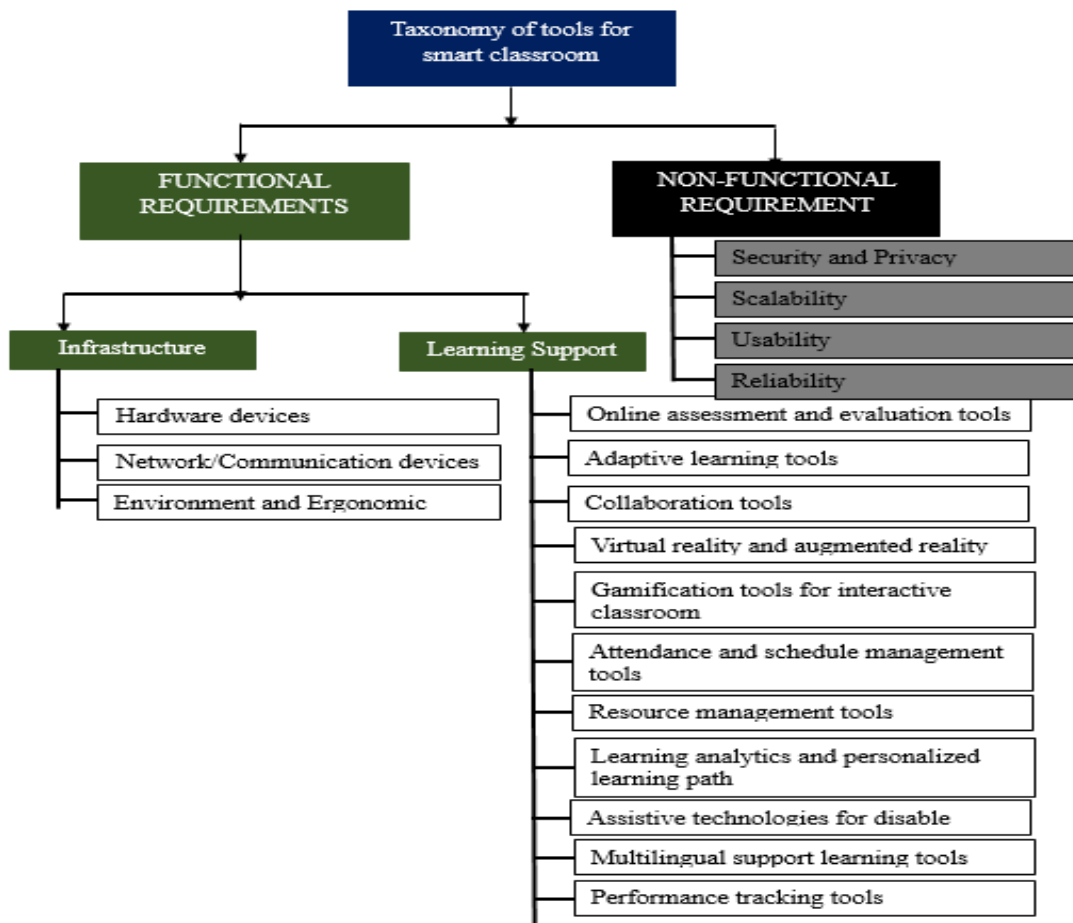 Taxonomy of tools for
smart classroom
FUNCTIONAL
REQUIREMENTS
NON-FUNCTIONAL
REQUIREMENT
Security and Privacy
Scalability
Usability
Reliability
Infrastructure
Learning Support
Hardware devices
Network/Communication devices
Environment and Ergonomic
Online assessment and evaluation tools
Adaptive learning tools
Collaboration tools
Virtual reality and augmented reality
Gamification tools for interactive
classroom
Attendance and schedule management
tools
Resource management tools
Learning analytics and personalized
learning path
Assistive technologies for disable
Multilingual support learning tools
Performance tracking tools